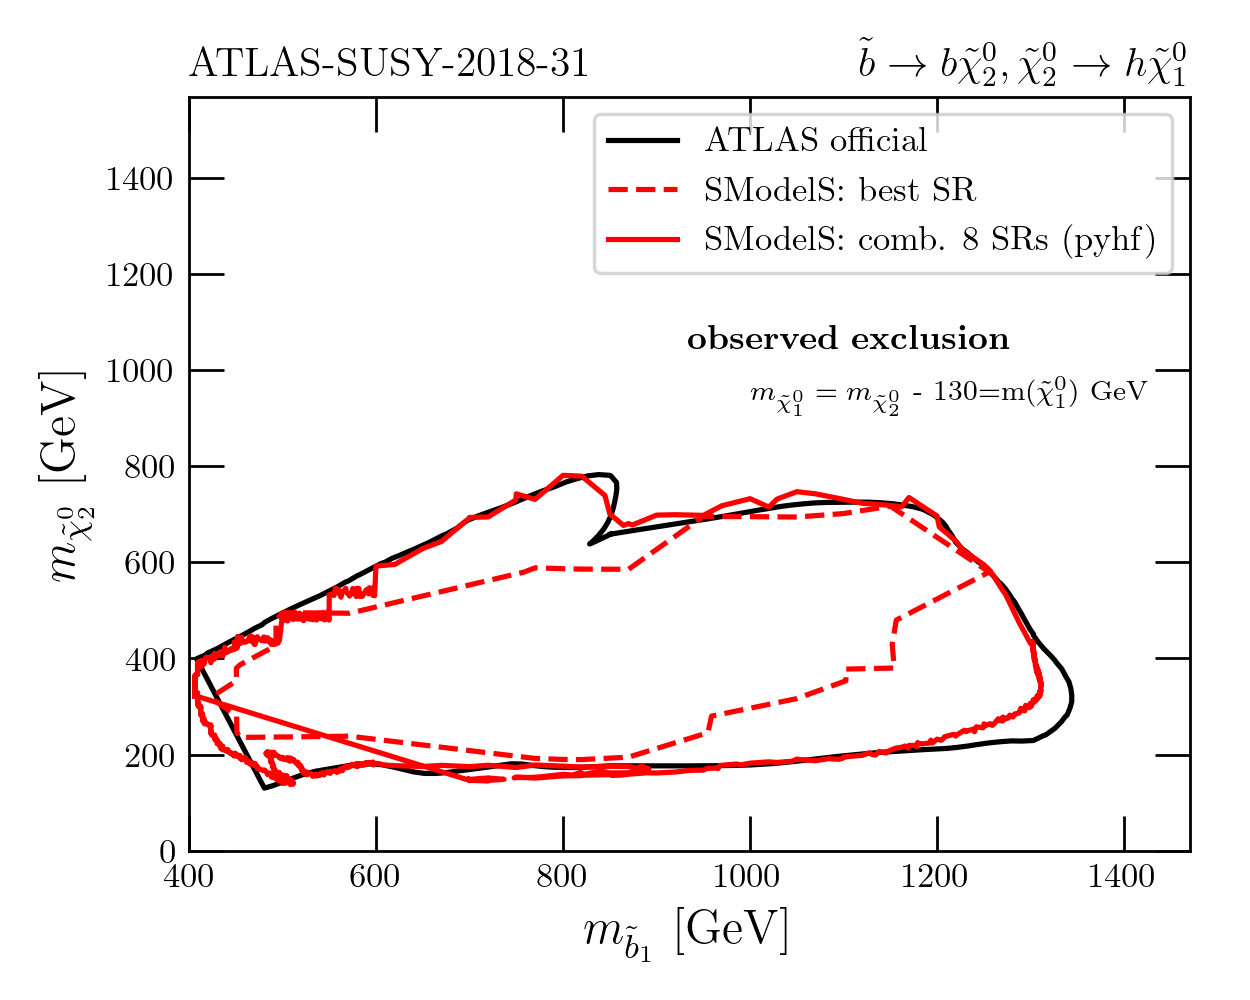 ATLAS-SUSY-2018-31
b̃ → bχ̃⁰₂, χ̃⁰₂ → hχ̃⁰₁
ATLAS official
SModelS: best SR
SModelS: comb. 8 SRs (pyhf)
observed exclusion
m_χ̃⁰₁ = m_χ̃⁰₂ - 130=m(χ̃⁰₁) GeV
m_χ̃⁰₂ [GeV]
1400
1200
1000
800
600
400
200
0
400 600 800 1000 1200 1400
m_b̃₁ [GeV]